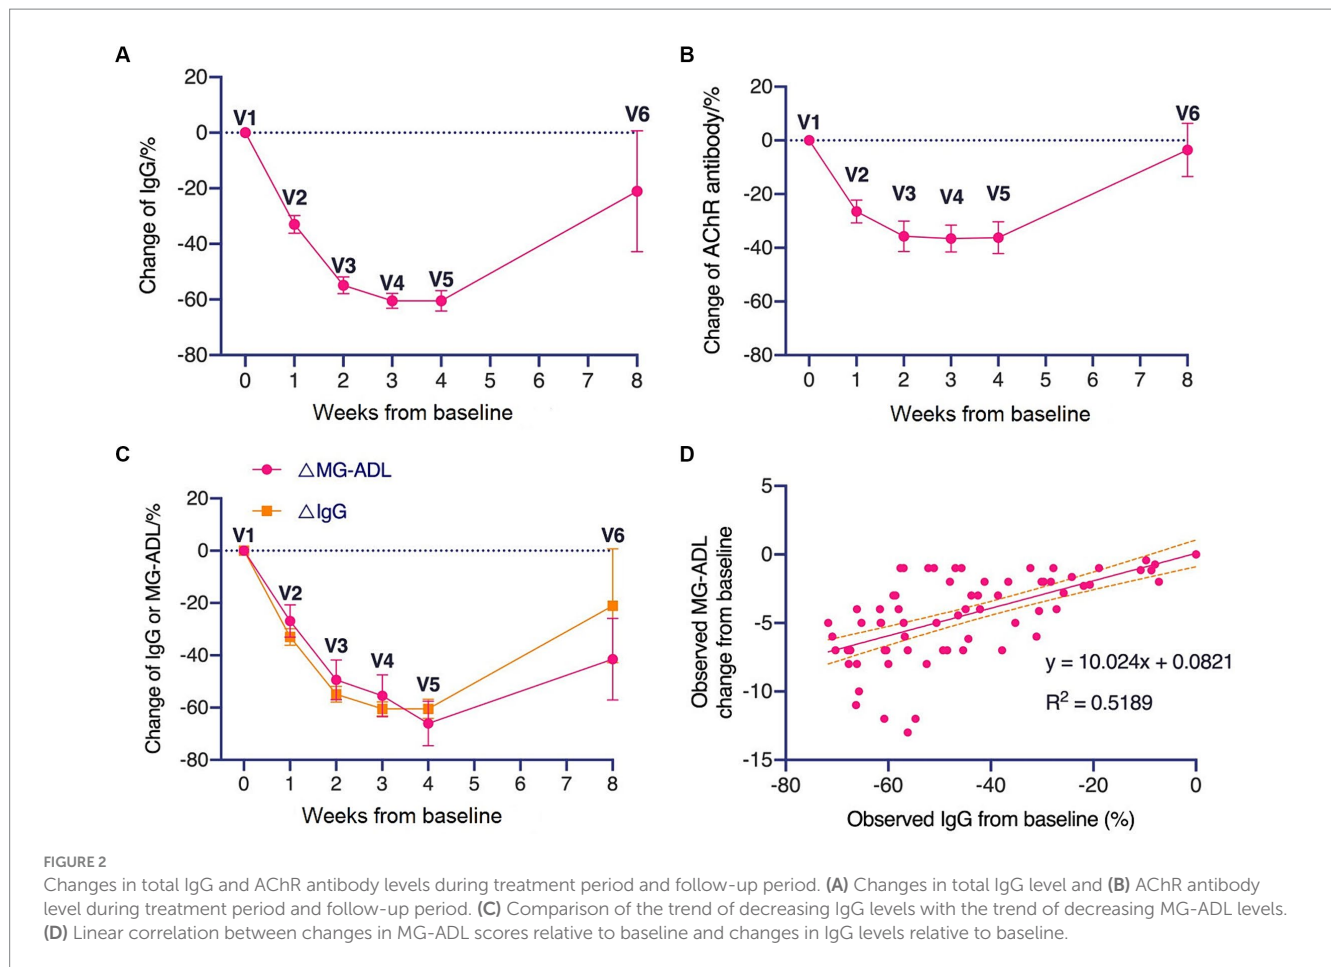 A
20
0
-20
-40
-60
-80
Change of IgG/%
V1
V2
V3
V4
V5
V6
0 1 2 3 4 5 6 7 8
Weeks from baseline
B
20
0
-20
-40
-60
-80
Change of AChR antibody/%
V1
V2
V3
V4
V5
V6
0 1 2 3 4 5 6 7 8
Weeks from baseline
C
△MG-ADL
△IgG
20
0
-20
-40
-60
-80
Change of IgG or MG-ADL/%
V1
V2
V3
V4
V5
V6
0 1 2 3 4 5 6 7 8
Weeks from baseline
D
5
0
-5
-10
-15
Observed MG-ADL
change from baseline
y = 10.024x + 0.0821
R² = 0.5189
-80 -60 -40 -20 0
Observed IgG from baseline (%)
FIGURE 2
Changes in total IgG and AChR antibody levels during treatment period and follow-up period. (A) Changes in total IgG level and (B) AChR antibody
level during treatment period and follow-up period. (C) Comparison of the trend of decreasing IgG levels with the trend of decreasing MG-ADL levels.
(D) Linear correlation between changes in MG-ADL scores relative to baseline and changes in IgG levels relative to baseline.